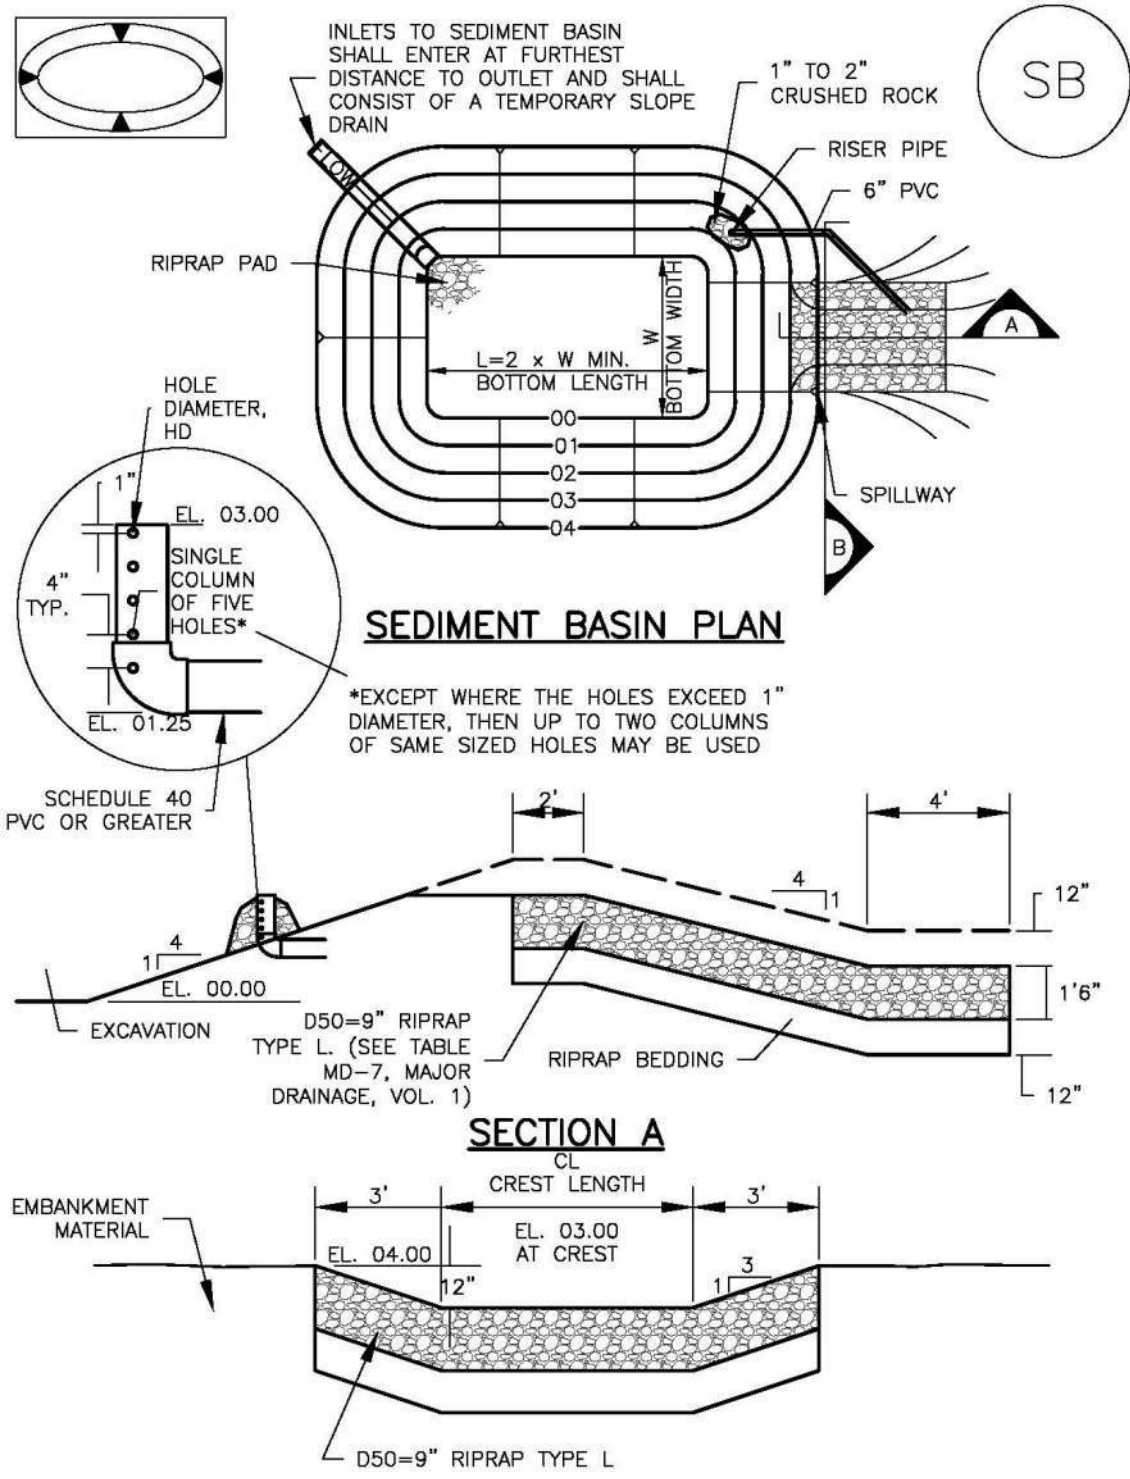 INLETS TO SEDIMENT BASIN
SHALL ENTER AT FURTHEST
DISTANCE TO OUTLET AND SHALL
CONSIST OF A TEMPORARY SLOPE
DRAIN
1" TO 2"
CRUSHED ROCK
SB
RISER PIPE
6" PVC
FLOW
RIPRAP PAD
W
BOTTOM WIDTH
L=2 x W MIN.
BOTTOM LENGTH
A
00
01
02
03
04
SPILLWAY
B
HOLE
DIAMETER,
HD
1"
EL. 03.00
SINGLE
COLUMN
OF FIVE
HOLES*
4"
TYP.
EL. 01.25
SEDIMENT BASIN PLAN
*EXCEPT WHERE THE HOLES EXCEED 1"
DIAMETER, THEN UP TO TWO COLUMNS
OF SAME SIZED HOLES MAY BE USED
SCHEDULE 40
PVC OR GREATER
2'
4'
4
1
12"
4
1
EL. 00.00
EXCAVATION
1'6"
D50=9" RIPRAP
TYPE L. (SEE TABLE
MD-7, MAJOR
DRAINAGE, VOL. 1)
RIPRAP BEDDING
12"
SECTION A
CL
CREST LENGTH
3'
3'
EMBANKMENT
MATERIAL
EL. 04.00
EL. 03.00
AT CREST
12"
3
1
D50=9" RIPRAP TYPE L